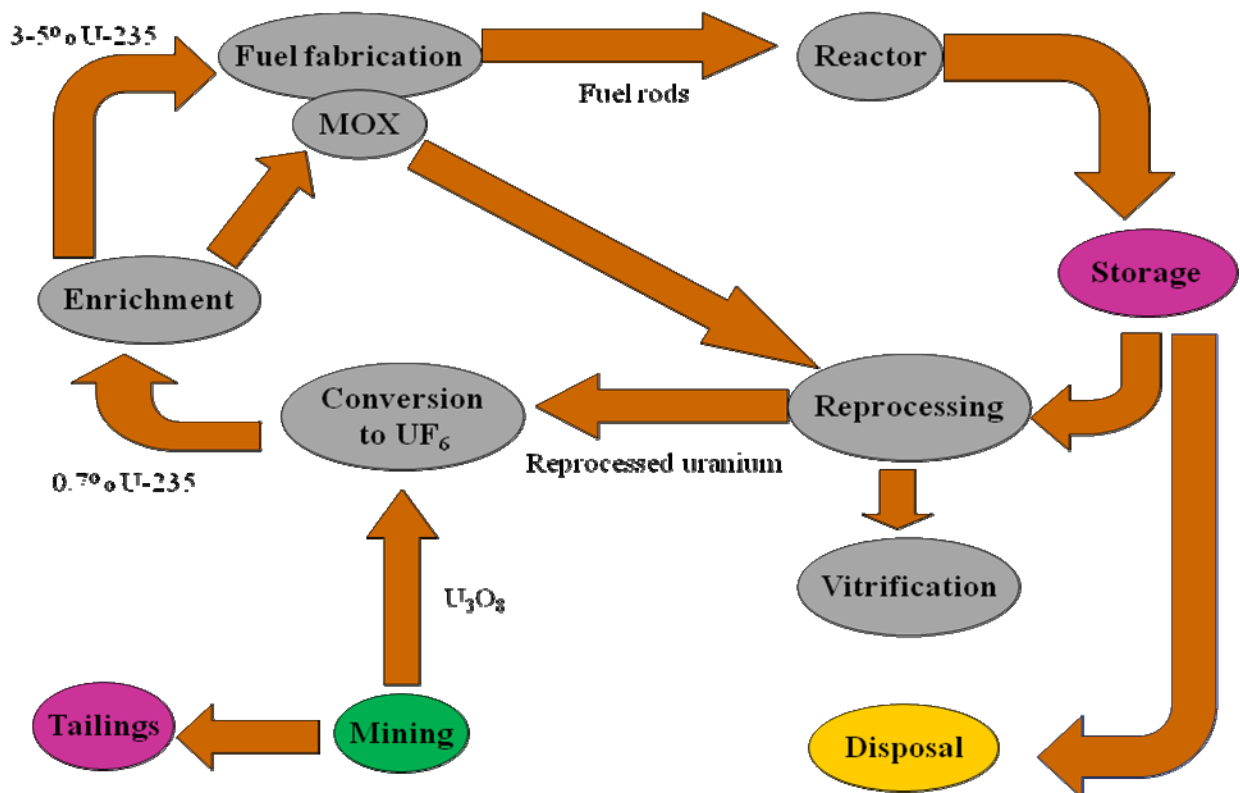 3-5% U-235
Fuel fabrication
Reactor
Fuel rods
MOX
Storage
Enrichment
Conversion
to UF₆
Reprocessing
Reprocessed uranium
0.7% U-235
Vitrification
U₃O₈
Tailings
Mining
Disposal